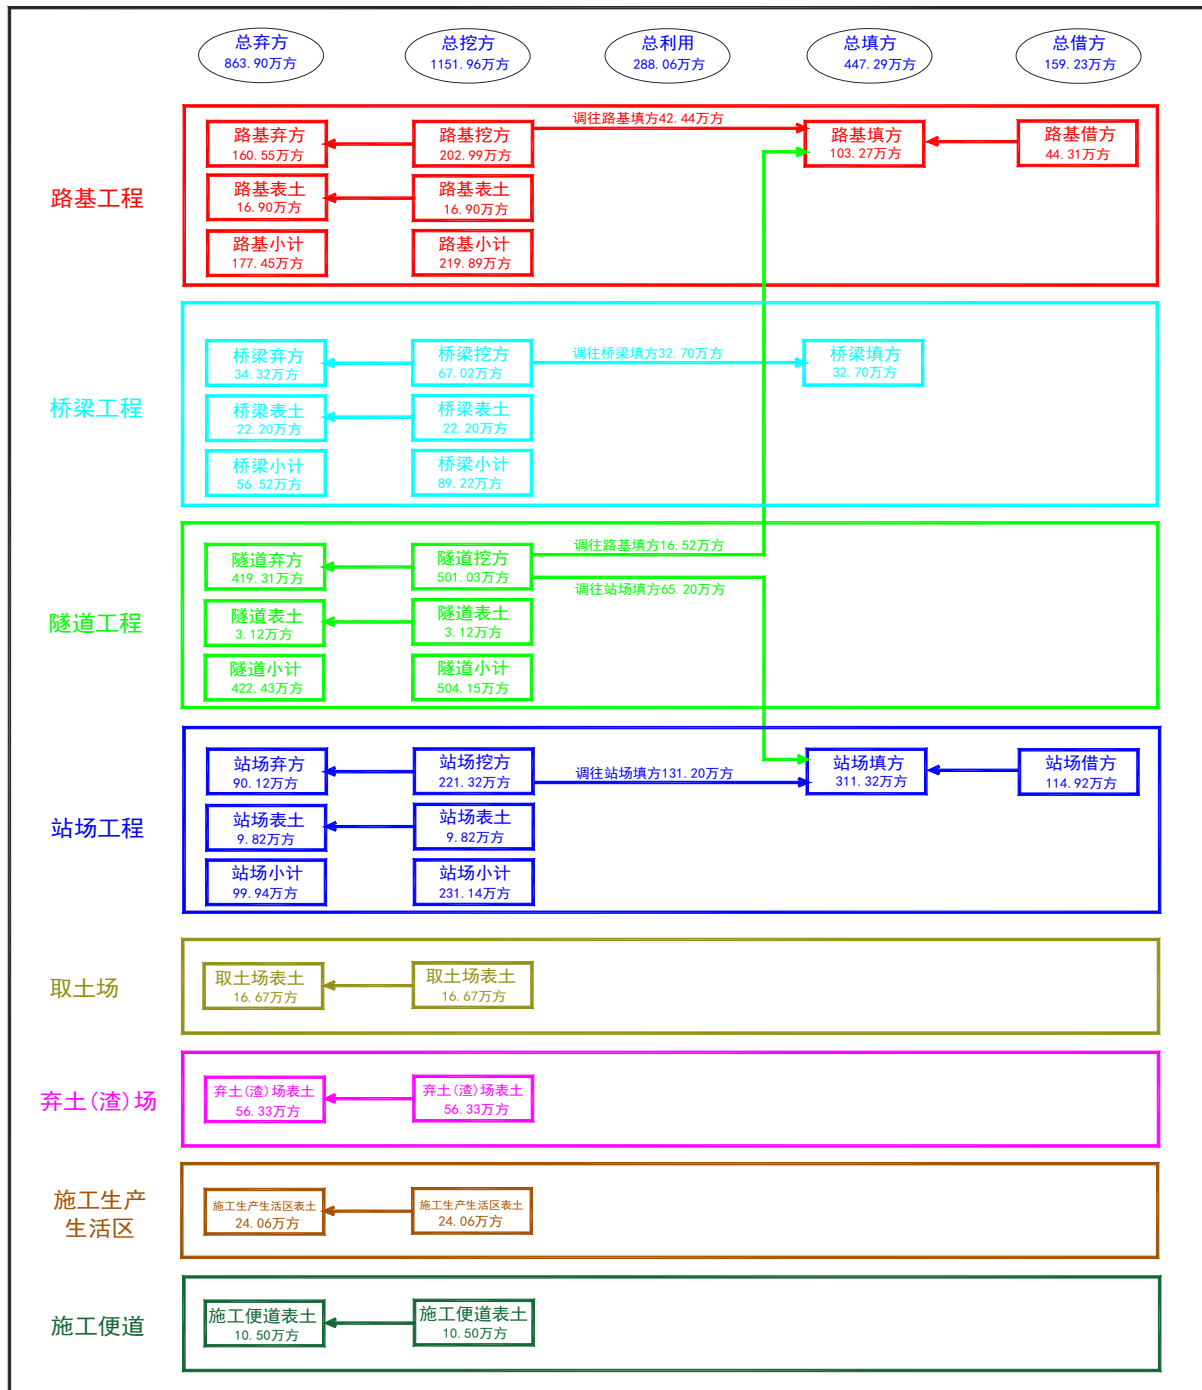 总弃方
863.90万方
总挖方
1151.96万方
总利用
288.06万方
总填方
447.29万方
总借方
159.23万方
路基工程
路基弃方
160.55万方
路基挖方
202.99万方
调往路基填方42.44万方
路基填方
103.27万方
路基借方
44.31万方
路基表土
16.90万方
路基表土
16.90万方
路基小计
177.45万方
路基小计
219.89万方
桥梁工程
桥梁弃方
34.32万方
桥梁挖方
67.02万方
调往桥梁填方32.70万方
桥梁填方
32.70万方
桥梁表土
22.20万方
桥梁表土
22.20万方
桥梁小计
56.52万方
桥梁小计
89.22万方
隧道工程
隧道弃方
419.31万方
隧道挖方
501.03万方
调往路基填方16.52万方
调往站场填方65.20万方
隧道表土
3.12万方
隧道表土
3.12万方
隧道小计
422.43万方
隧道小计
504.15万方
站场工程
站场弃方
90.12万方
站场挖方
221.32万方
调往站场填方131.20万方
站场填方
311.32万方
站场借方
114.92万方
站场表土
9.82万方
站场表土
9.82万方
站场小计
99.94万方
站场小计
231.14万方
取土场
取土场表土
16.67万方
取土场表土
16.67万方
弃土(渣)场
弃土(渣)场表土
56.33万方
弃土(渣)场表土
56.33万方
施工生产
生活区
施工生产生活区表土
24.06万方
施工生产生活区表土
24.06万方
施工便道
施工便道表土
10.50万方
施工便道表土
10.50万方